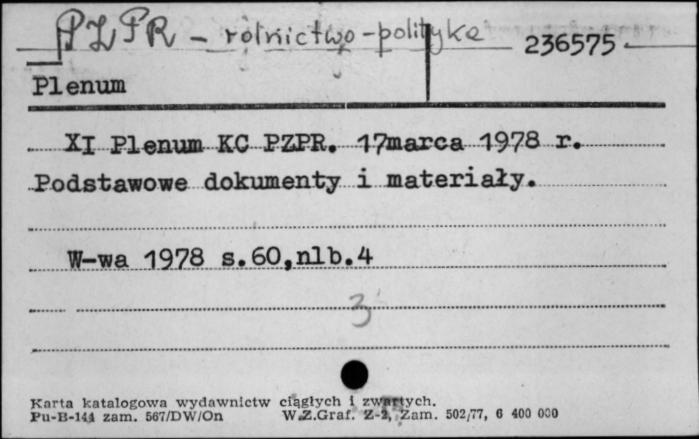 PZPR - rolnictwo - polityka 236575
Plenum
XI Plenum KC PZPR. 17marca 1978 r.
Podstawowe dokumenty i materiały.
W-wa 1978 s.60,nlb.4
3
Karta katalogowa wydawnictw ciągłych i zwartych.
Pu-B-144 zam. 567/DW/On W.Z.Graf. Z-2, Zam. 502/77, 6 400 000